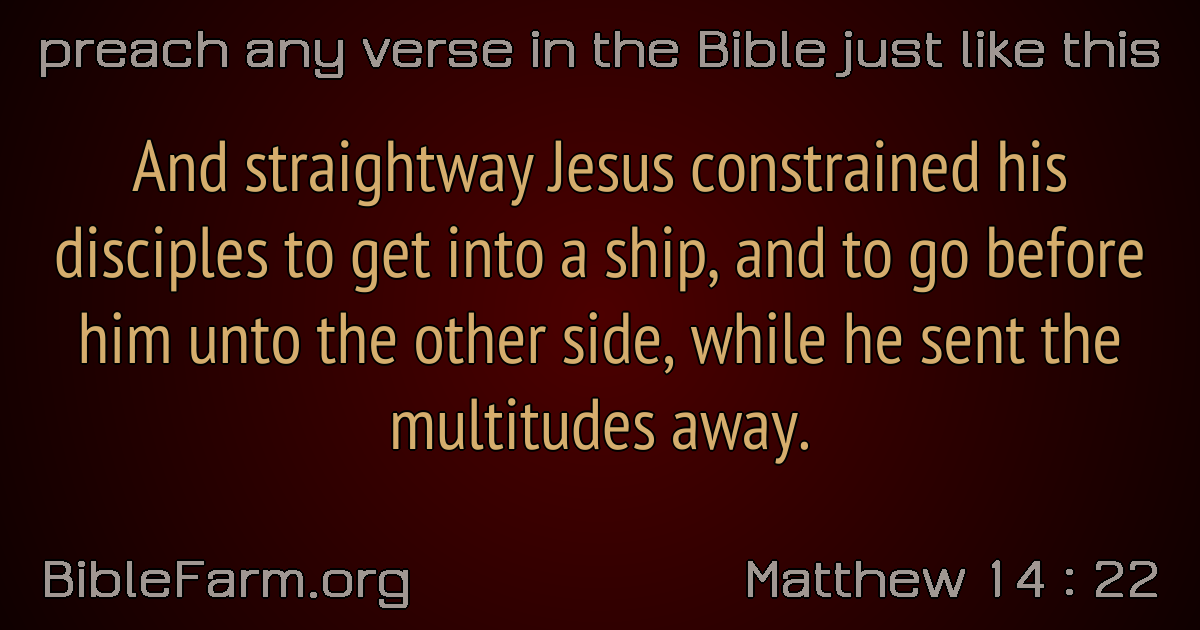 preach any verse in the Bible just like this
And straightway Jesus constrained his
disciples to get into a ship, and to go before
him unto the other side, while he sent the
multitudes away.
BibleFarm.org
Matthew 14 : 22